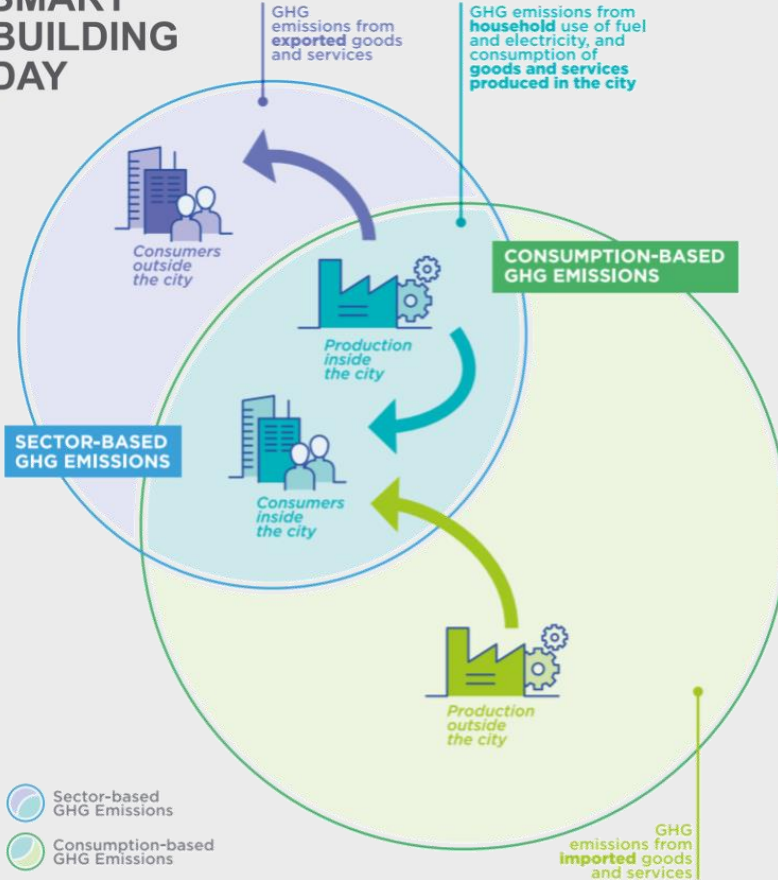 SMART
BUILDING
DAY
GHG
emissions from
exported goods
and services
GHG emissions from
household use of fuel
and electricity, and
consumption of
goods and services
produced in the city
Consumers
outside
the city
CONSUMPTION-BASED
GHG EMISSIONS
Production
inside
the city
SECTOR-BASED
GHG EMISSIONS
Consumers
inside
the city
Production
outside
the city
Sector-based
GHG Emissions
Consumption-based
GHG Emissions
GHG
emissions from
imported goods
and services